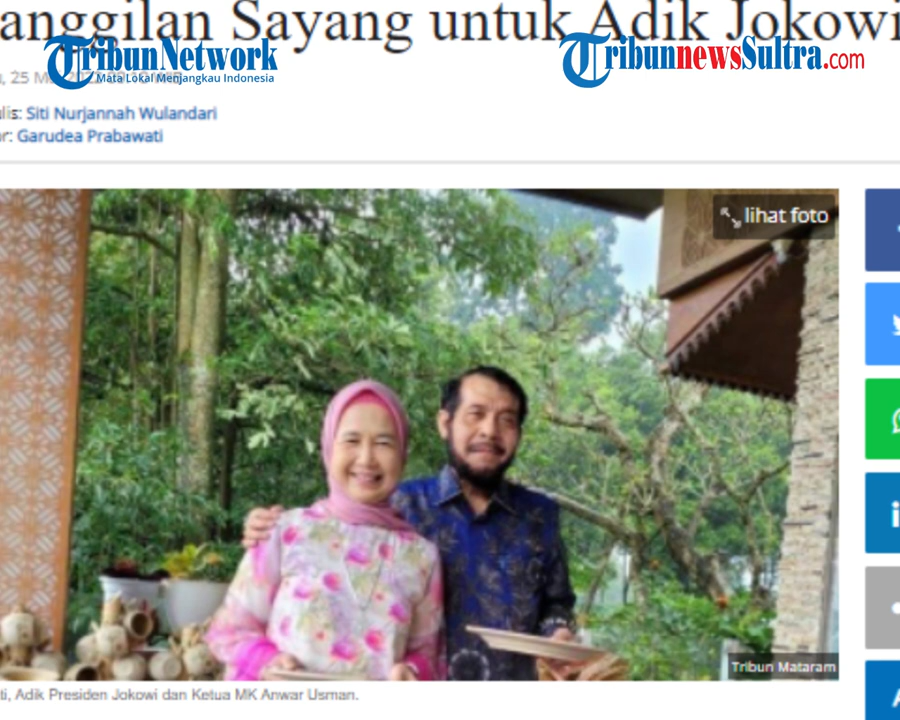 anggilan Sayang untuk Adik Jokowi
TribunNetwork
Mata Lokal Menjangkau Indonesia
TribunnewsSultra.com
, 25 M
lis: Siti Nurjannah Wulandari
r: Garudea Prabawati
lihat foto
Tribun Mataram
ti, Adik Presiden Jokowi dan Ketua MK Anwar Usman.